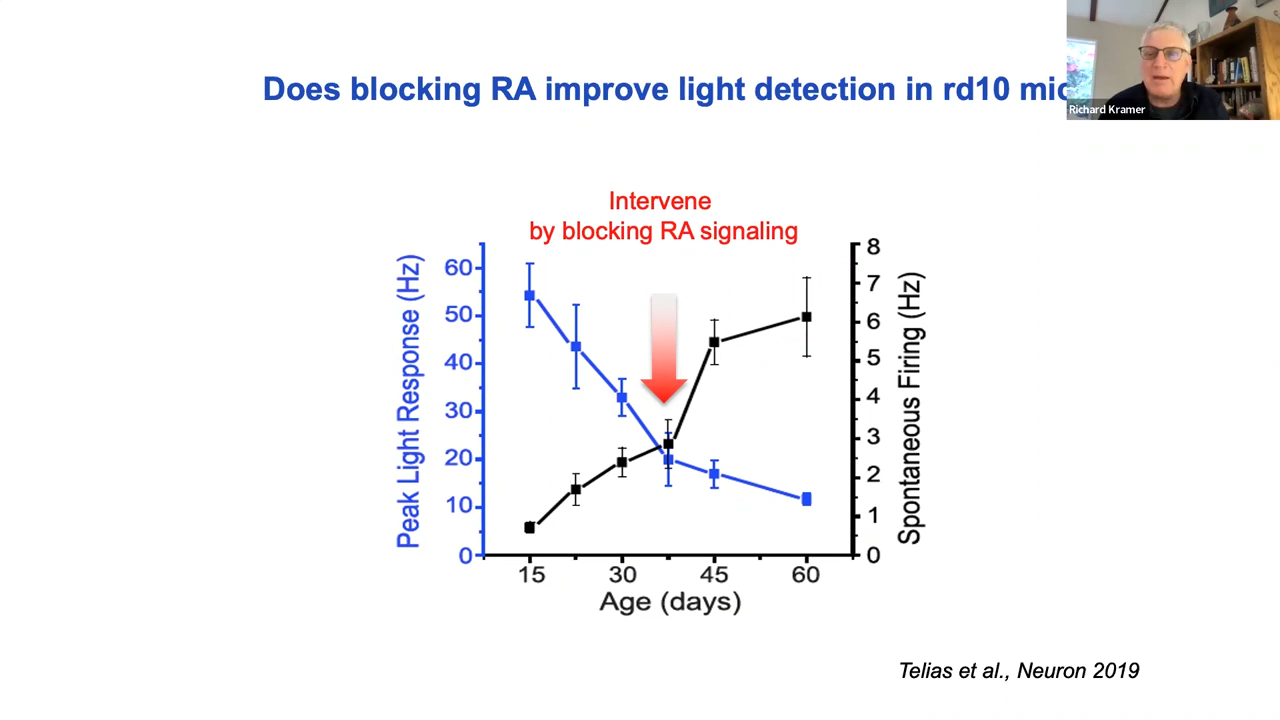 Does blocking RA improve light detection in rd10 mic
Richard Kramer
Intervene
by blocking RA signaling
Peak Light Response (Hz)
60
50
40
30
20
10
0
8
7
6
5
4
3
2
1
0
Spontaneous Firing (Hz)
15 30 45 60
Age (days)
Telias et al., Neuron 2019